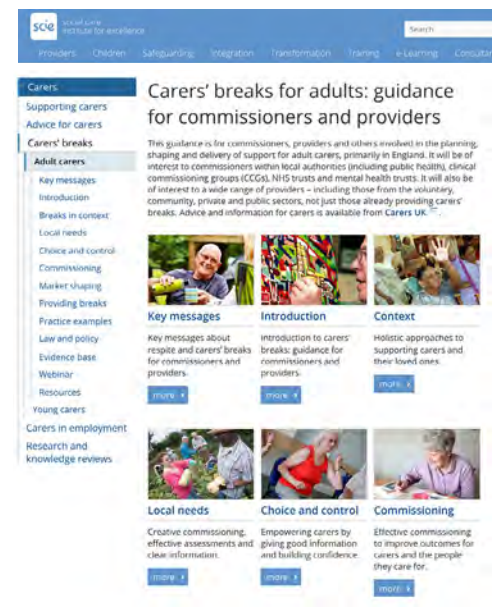 scie social care
institute for excellence
Search
Providers Children Safeguarding Integration Transformation Training e-Learning Consultan
Carers
Supporting carers
Advice for carers
Carers' breaks
Adult carers
Key messages
Introduction
Breaks in context
Local needs
Choice and control
Commissioning
Market shaping
Providing breaks
Practice examples
Law and policy
Evidence base
Webinar
Resources
Young carers
Carers in employment
Research and
knowledge reviews
Carers' breaks for adults: guidance
for commissioners and providers
This guidance is for commissioners, providers and others involved in the planning,
shaping and delivery of support for adult carers, primarily in England. It will be of
interest to commissioners within local authorities (including public health), clinical
commissioning groups (CCGs), NHS trusts and mental health trusts. It will also be
of interest to a wide range of providers – including those from the voluntary,
community, private and public sectors, not just those already providing carers'
breaks. Advice and information for carers is available from Carers UK
Key messages
Key messages about
respite and carers' breaks
for commissioners and
providers.
more
Introduction
Introduction to carers'
breaks: guidance for
commissioners and
providers.
more
Context
Holistic approaches to
supporting carers and
their loved ones.
more
Local needs
Creative commissioning,
effective assessments and
clear information.
more
Choice and control
Empowering carers by
giving good information
and building confidence.
more
Commissioning
Effective commissioning
to improve outcomes for
carers and the people
they care for.
more